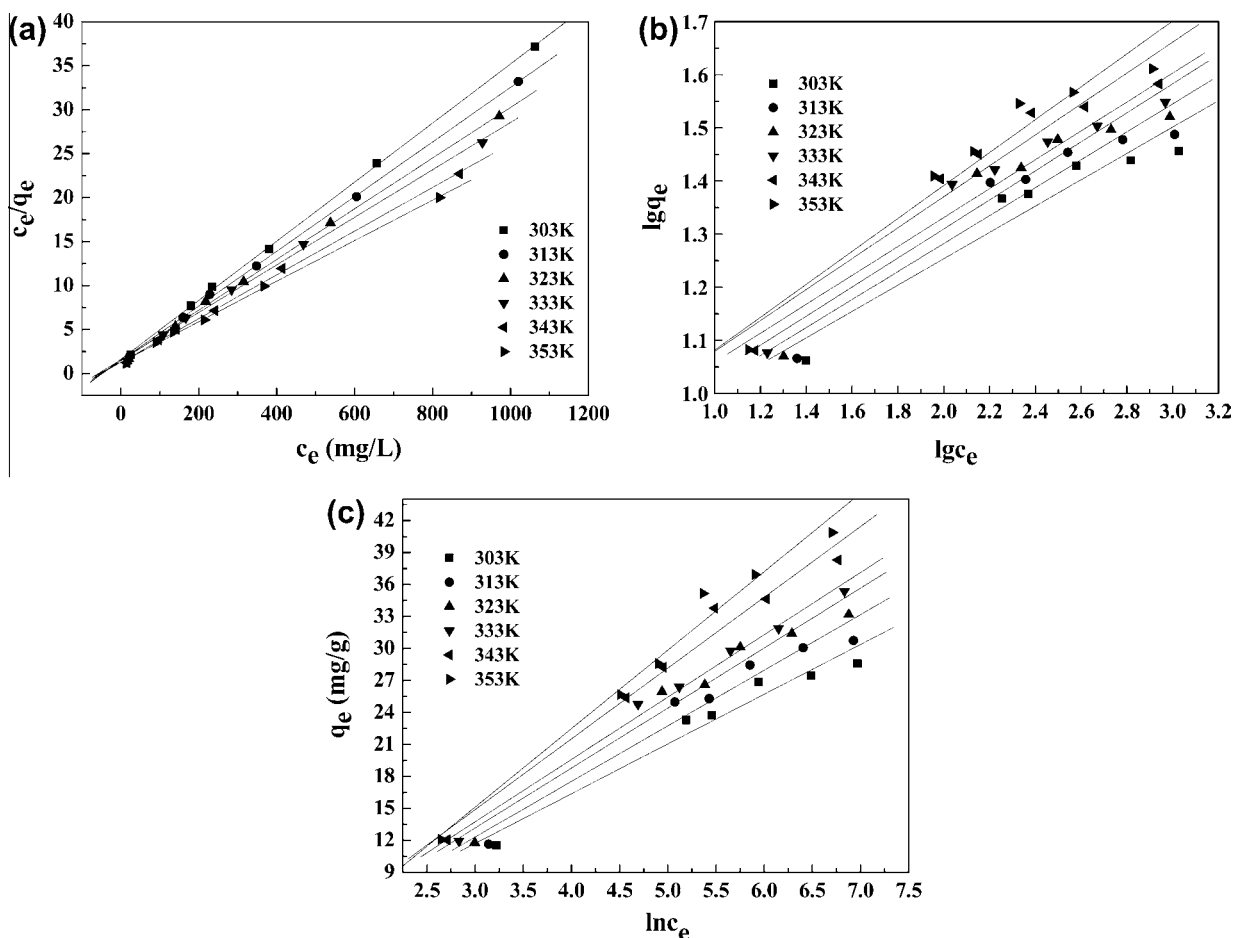 (a)
40
35
30
25
20
15
10
5
0
c_e/q_e
0 200 400 600 800 1000 1200
c_e (mg/L)
303K
313K
323K
333K
343K
353K
(b)
1.7
1.6
1.5
1.4
1.3
1.2
1.1
1.0
lgq_e
1.0 1.2 1.4 1.6 1.8 2.0 2.2 2.4 2.6 2.8 3.0 3.2
lgc_e
303K
313K
323K
333K
343K
353K
(c)
42
39
36
33
30
27
24
21
18
15
12
9
q_e (mg/g)
2.5 3.0 3.5 4.0 4.5 5.0 5.5 6.0 6.5 7.0 7.5
lnc_e
303K
313K
323K
333K
343K
353K